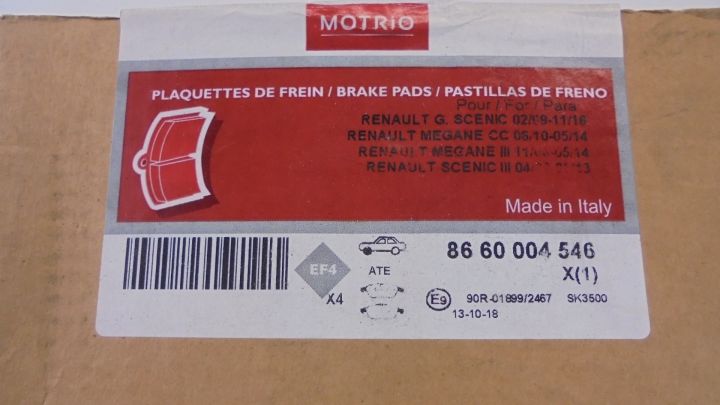 MOTRIO
PLAQUETTES DE FREIN / BRAKE PADS / PASTILLAS DE FRENO
Pour / For / Para
RENAULT G. SCENIC 02/09-11/16
RENAULT MEGANE CC 06/10-05/14
RENAULT MEGANE III 05/14
RENAULT SCENIC III
Made in Italy
EF4
X4
ATE
86 60 004 546
X(1)
E9
90R-01899/2467
SK3500
13-10-18